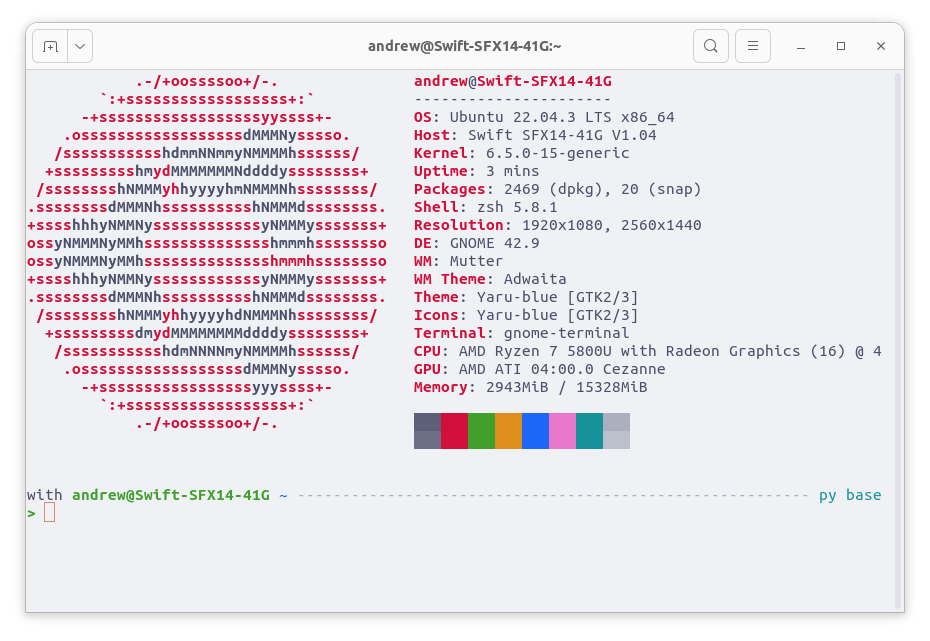 andrew@Swift-SFX14-41G:~
.-/+oossssoo+/-.
`:+ssssssssssssssssss+:`
-+ssssssssssssssssssyyssss+-
.ossssssssssssssssssdMMMNysssso.
/ssssssssssshdmmNNmmyNMMMMhssssss/
+ssssssssshmydMMMMMMMNddddyssssssss+
/sssssssshNMMMyhhyyyyhmNMMMNhssssssss/
.ssssssssdMMMNhsssssssssshNMMMdssssssss.
+sssshhhyNMMNyssssssssssssyNMMMysssssss+
ossyNMMMNyMMhsssssssssssssshmmmhssssssso
ossyNMMMNyMMhsssssssssssssshmmmhssssssso
+sssshhhyNMMNyssssssssssssyNMMMysssssss+
.ssssssssdMMMNhsssssssssshNMMMdssssssss.
/sssssssshNMMMyhhyyyyhdNMMMNhssssssss/
+sssssssssdmydMMMMMMMMddddyssssssss+
/ssssssssssshdmNNNNmyNMMMMhssssss/
.ossssssssssssssssssdMMMNysssso.
-+sssssssssssssssssyyyssss+-
`:+ssssssssssssssssss+:`
.-/+oossssoo+/-.
andrew@Swift-SFX14-41G
----------------------
OS: Ubuntu 22.04.3 LTS x86_64
Host: Swift SFX14-41G V1.04
Kernel: 6.5.0-15-generic
Uptime: 3 mins
Packages: 2469 (dpkg), 20 (snap)
Shell: zsh 5.8.1
Resolution: 1920x1080, 2560x1440
DE: GNOME 42.9
WM: Mutter
WM Theme: Adwaita
Theme: Yaru-blue [GTK2/3]
Icons: Yaru-blue [GTK2/3]
Terminal: gnome-terminal
CPU: AMD Ryzen 7 5800U with Radeon Graphics (16) @ 4
GPU: AMD ATI 04:00.0 Cezanne
Memory: 2943MiB / 15328MiB
with andrew@Swift-SFX14-41G ~ --------------------------------------------------------- py base
>